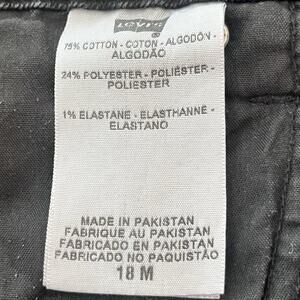 Levi's
75% COTTON - COTON - ALGODÓN -
ALGODÃO
24% POLYESTER - POLIÉSTER -
POLIESTER
1% ELASTANE - ELASTHANNE -
ELASTANO
MADE IN PAKISTAN
FABRIQUE AU PAKISTAN
FABRICADO EN PAKISTAN
FABRICADO NO PAQUISTÃO
18 M